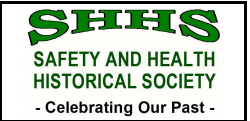 SHHS
SAFETY AND HEALTH
HISTORICAL SOCIETY
- Celebrating Our Past -